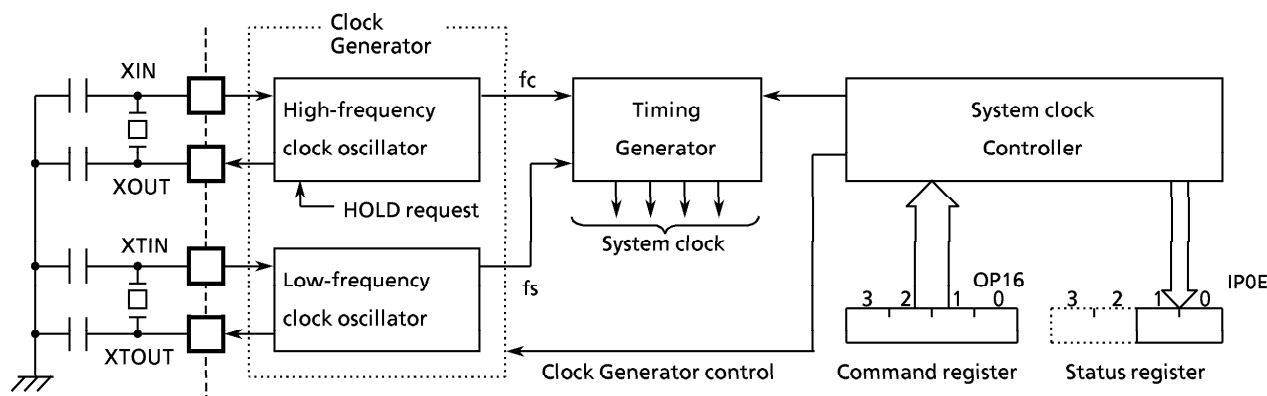 Clock
Generator
XIN
XOUT
XTIN
XTOUT
High-frequency
clock oscillator
HOLD request
Low-frequency
clock oscillator
fc
fs
Timing
Generator
System clock
System clock
Controller
Clock Generator control
OP16
3 2 1 0
Command register
IP0E
3 2 1 0
Status register